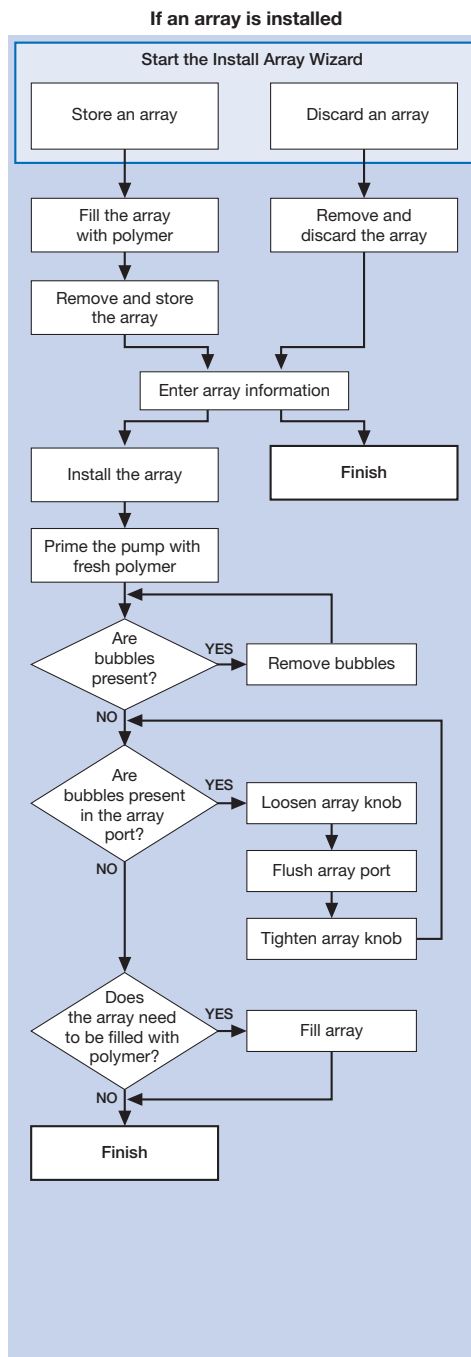 If an array is installed
Start the Install Array Wizard
Store an array
Discard an array
Fill the array
with polymer
Remove and
discard the array
Remove and store
the array
Enter array information
Install the array
Finish
Prime the pump with
fresh polymer
Are
bubbles
present?
YES
Remove bubbles
NO
Are
bubbles present
in the array
port?
YES
Loosen array knob
NO
Flush array port
Tighten array knob
Does
the array need
to be filled with
polymer?
YES
Fill array
NO
Finish